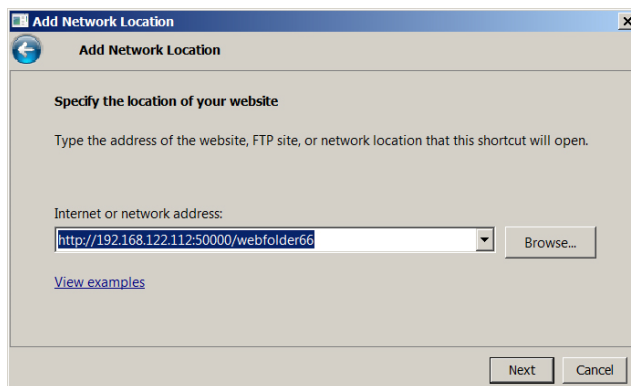 Add Network Location
Add Network Location
Specify the location of your website
Type the address of the website, FTP site, or network location that this shortcut will open.
Internet or network address:
http://192.168.122.112:50000/webfolder66
Browse...
View examples
Next
Cancel